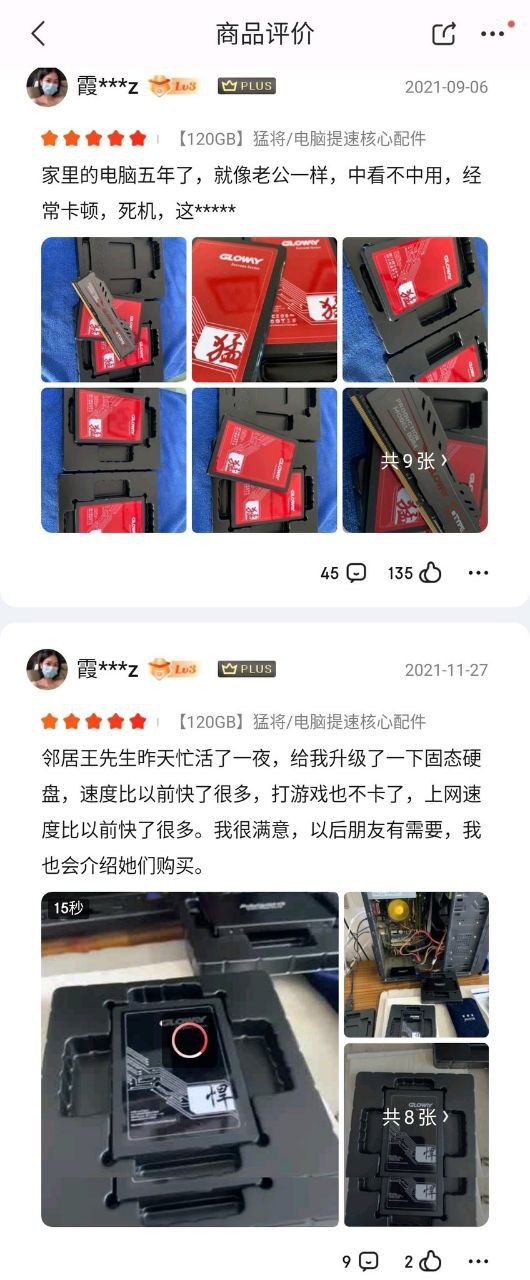 商品评价
霞***z Lv3 PLUS 2021-09-06
【120GB】猛将/电脑提速核心配件
家里的电脑五年了，就像老公一样，中看不中用，经
常卡顿，死机，这*****
GLOWAY
GLOWAY
猛
猛
共9张
45 135
霞***z Lv3 PLUS 2021-11-27
【120GB】猛将/电脑提速核心配件
邻居王先生昨天忙活了一夜，给我升级了一下固态硬
盘，速度比以前快了很多，打游戏也不卡了，上网速
度比以前快了很多。我很满意，以后朋友有需要，我
也会介绍她们购买。
15秒
GLOWAY
悍
共8张
9 2